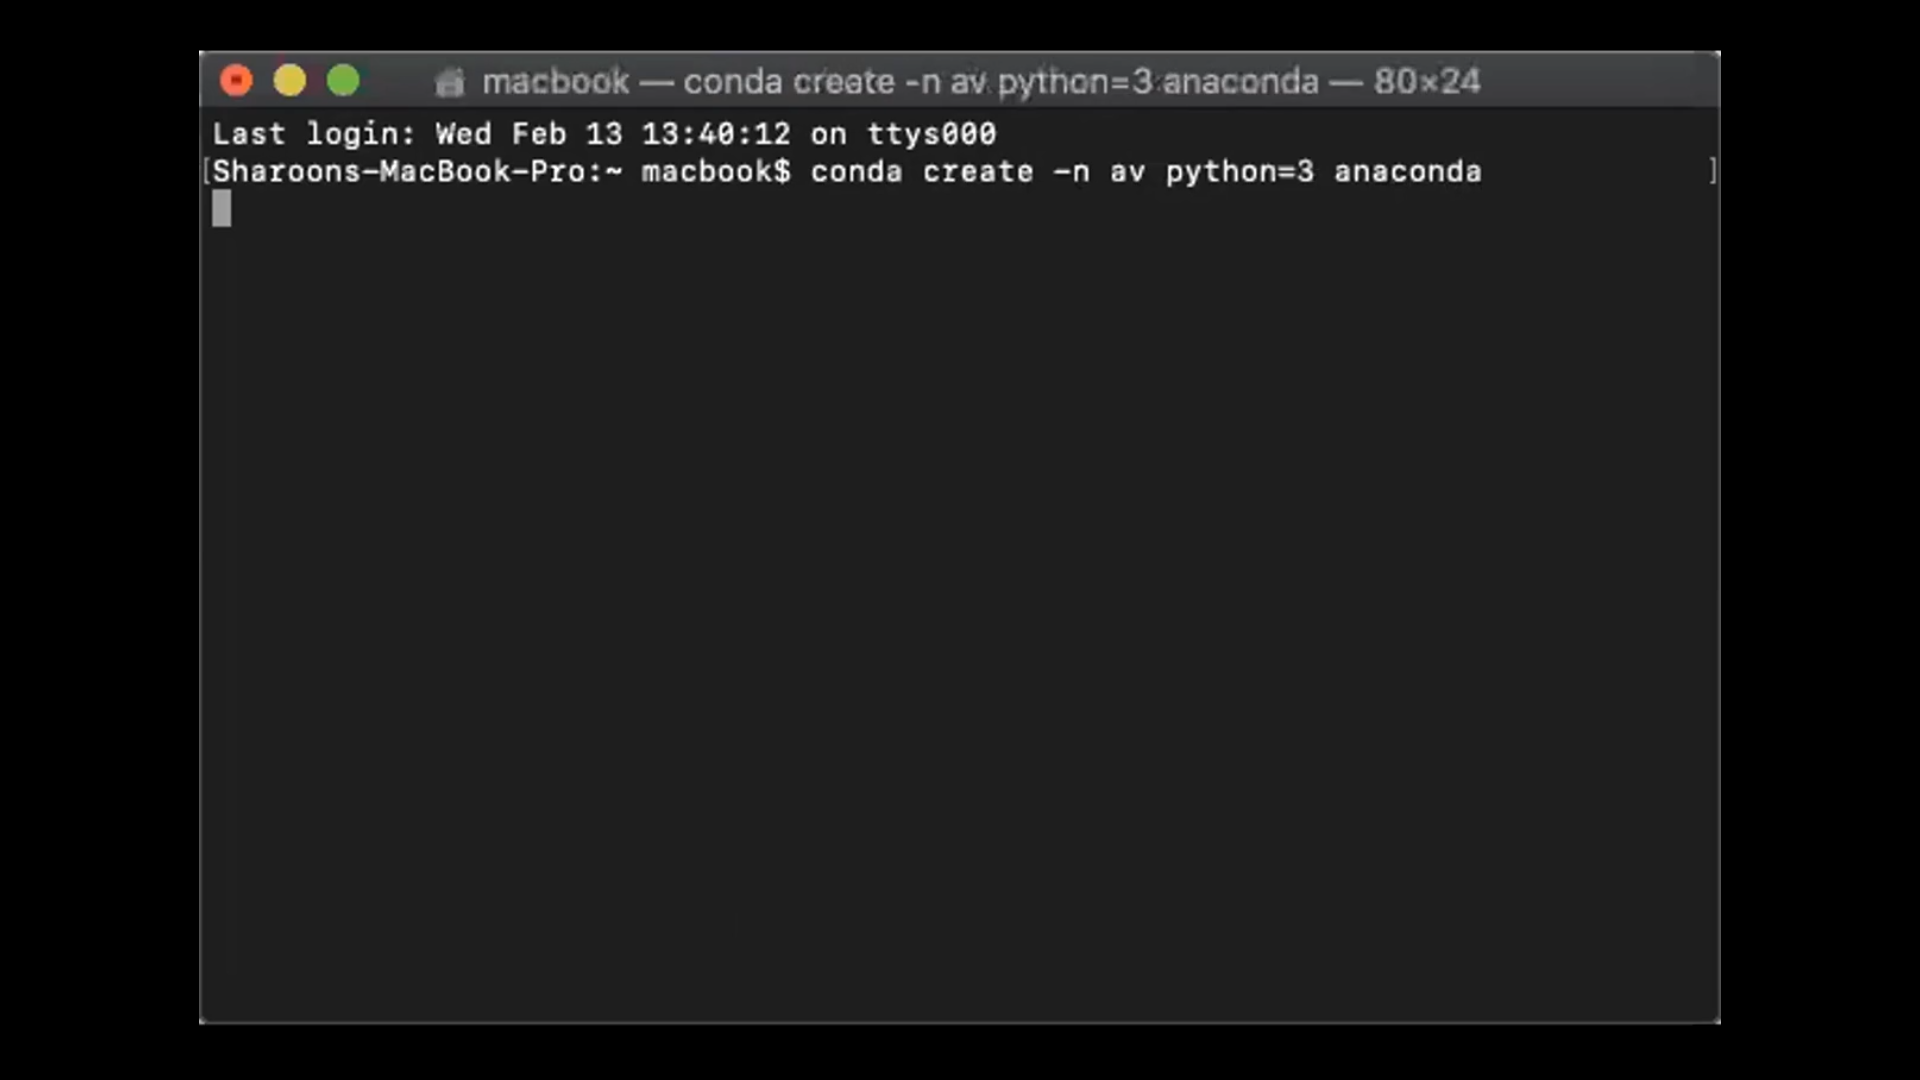 macbook — conda create -n av python=3 anaconda — 80×24
Last login: Wed Feb 13 13:40:12 on ttys000
[Sharoons-MacBook-Pro:~ macbook$ conda create -n av python=3 anaconda ]